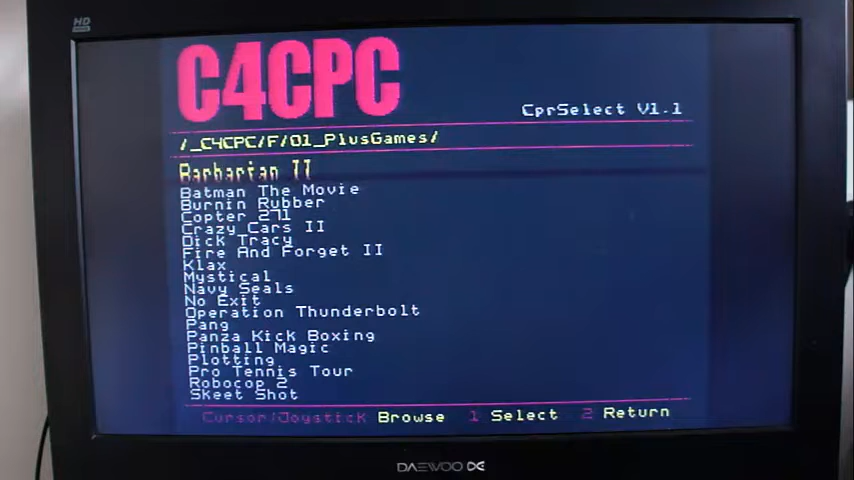 HD
C4CPC
CprSelect V1.1
/_C4CPC/F/01_PlusGames/
Barbarian II
Batman The Movie
Burnin Rubber
Copter 271
Crazy Cars II
Dick Tracy
Fire And Forget II
Klax
Mystical
Navy Seals
No Exit
Operation Thunderbolt
Pang
Panza Kick Boxing
Pinball Magic
Plotting
Pro Tennis Tour
Robocop 2
Skeet Shot
Cursor/Joystick Browse 1 Select 2 Return
DAEWOO